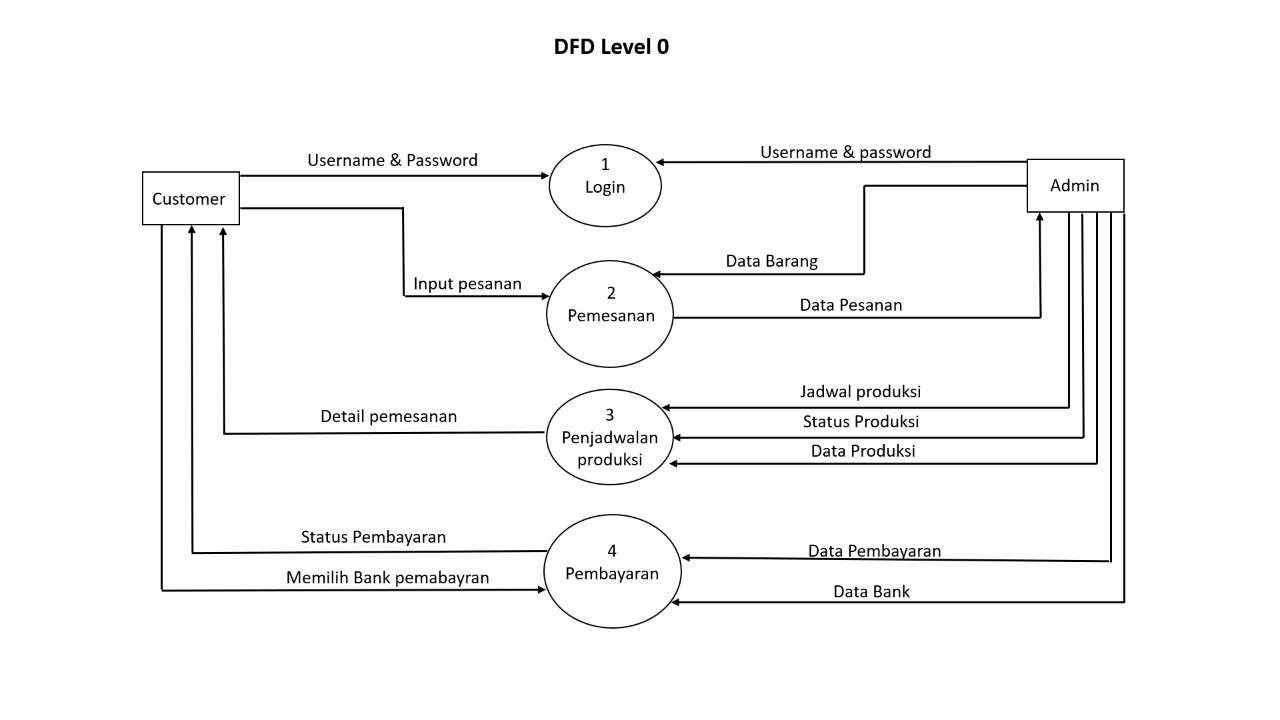 DFD Level 0
Username & Password
Username & password
1
Login
Customer
Admin
Data Barang
Input pesanan
2
Pemesanan
Data Pesanan
Jadwal produksi
Detail pemesanan
3
Penjadwalan
produksi
Status Produksi
Data Produksi
Status Pembayaran
4
Pembayaran
Data Pembayaran
Memilih Bank pemabayran
Data Bank